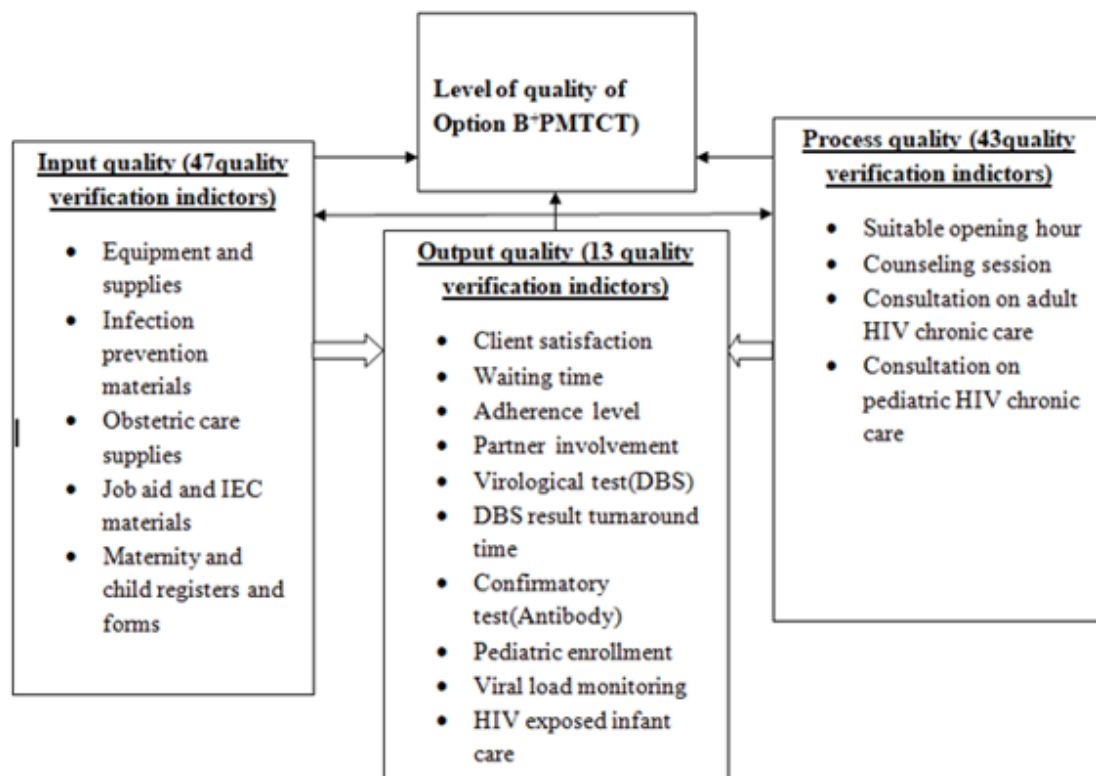 Level of quality of
Option B⁺PMTCT)
Input quality (47quality
verification indictors)
• Equipment and
supplies
• Infection
prevention
materials
• Obstetric care
supplies
• Job aid and IEC
materials
• Maternity and
child registers and
forms
Output quality (13 quality
verification indictors)
• Client satisfaction
• Waiting time
• Adherence level
• Partner involvement
• Virological test(DBS)
• DBS result turnaround
time
• Confirmatory
test(Antibody)
• Pediatric enrollment
• Viral load monitoring
• HIV exposed infant
care
Process quality (43quality
verification indictors)
• Suitable opening hour
• Counseling session
• Consultation on adult
HIV chronic care
• Consultation on
pediatric HIV chronic
care